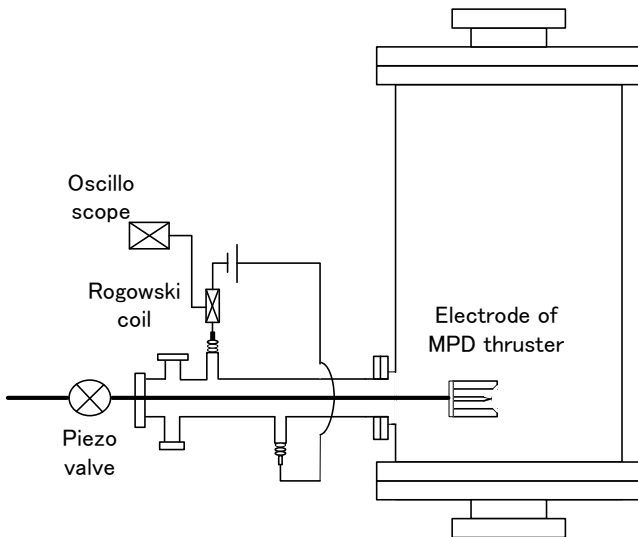 Oscillo
scope
Rogowski
coil
Electrode of
MPD thruster
Piezo
valve